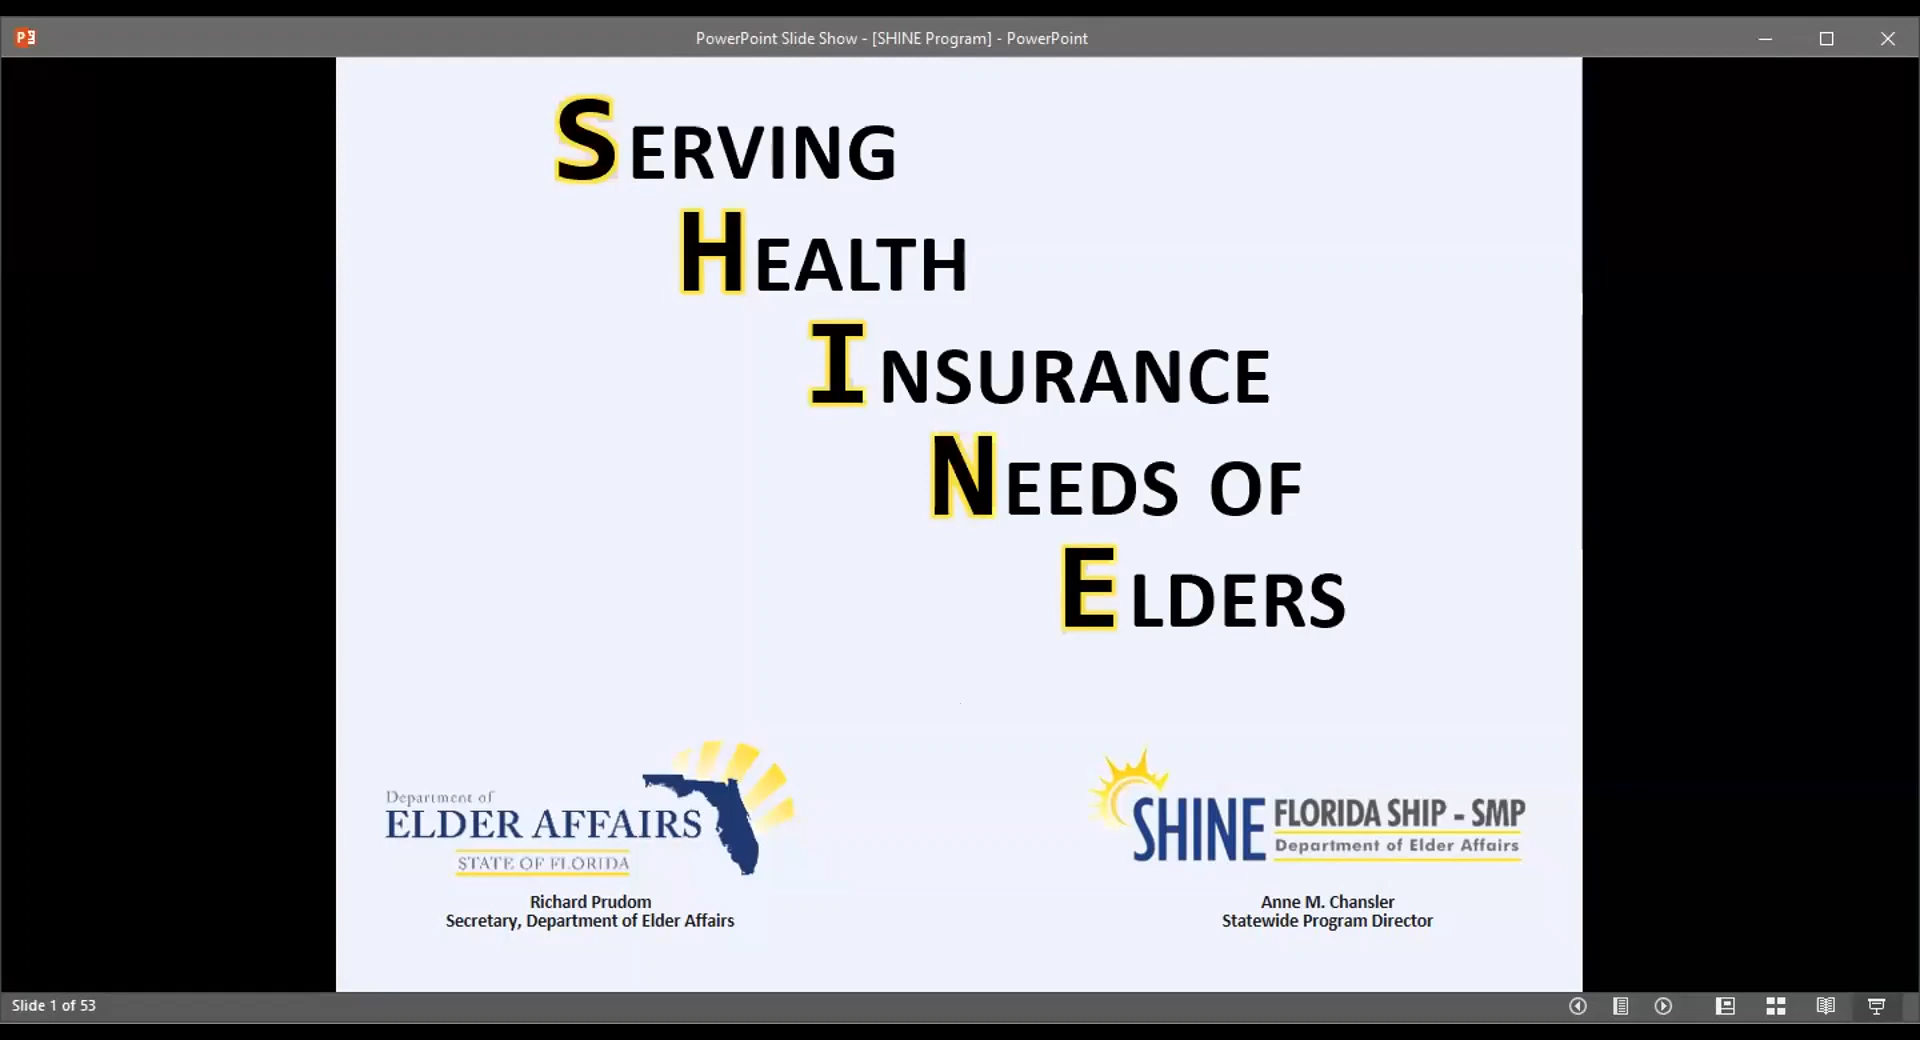 PowerPoint Slide Show - [SHINE Program] - PowerPoint
SERVING
HEALTH
INSURANCE
NEEDS OF
ELDERS
Department of
ELDER AFFAIRS
STATE OF FLORIDA
Richard Prudom
Secretary, Department of Elder Affairs
SHINE FLORIDA SHIP - SMP
Department of Elder Affairs
Anne M. Chansler
Statewide Program Director
Slide 1 of 53